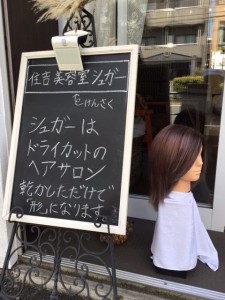 住吉 美容室 シュガー
をけんさく
シュガーは
ドライカットの
ヘアサロン
乾かしただけで
「形」になります。